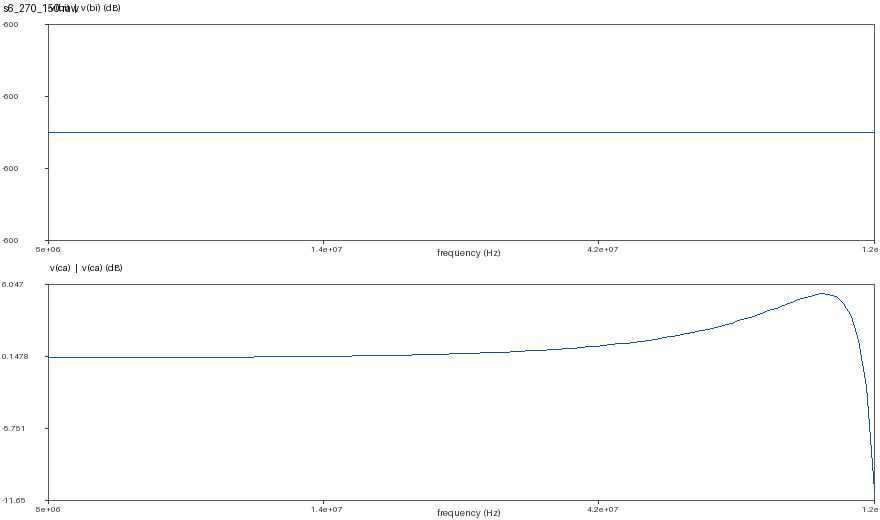 v(bi) (dB)
-600
-600
-600
-600
5e+06
1.4e+07
4.2e+07
1.2e
frequency (Hz)
v(ca) | v(ca) (dB)
6.047
0.1478
-5.751
-11.65
5e+06
1.4e+07
4.2e+07
1.2e
frequency (Hz)